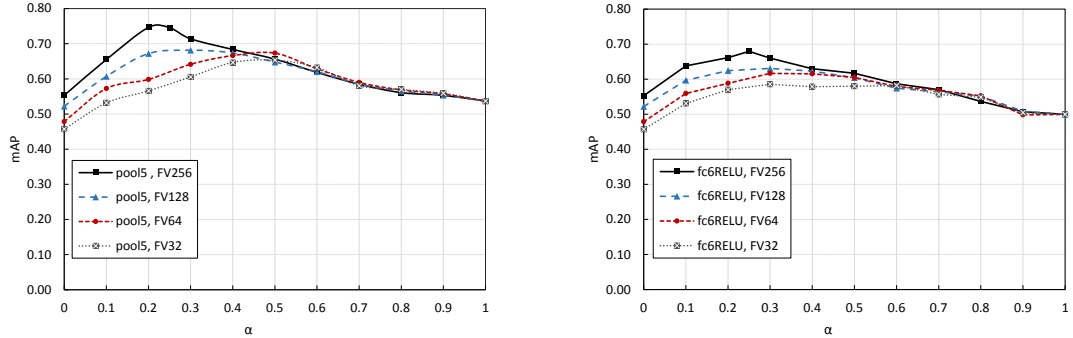 0.80
0.70
0.60
0.50
0.40
0.30
0.20
0.10
0.00
mAP
pool5 , FV256
pool5, FV128
pool5, FV64
pool5, FV32
0 0.1 0.2 0.3 0.4 0.5 0.6 0.7 0.8 0.9 1
α
0.80
0.70
0.60
0.50
0.40
0.30
0.20
0.10
0.00
mAP
fc6RELU, FV256
fc6RELU, FV128
fc6RELU, FV64
fc6RELU, FV32
0 0.1 0.2 0.3 0.4 0.5 0.6 0.7 0.8 0.9 1
α